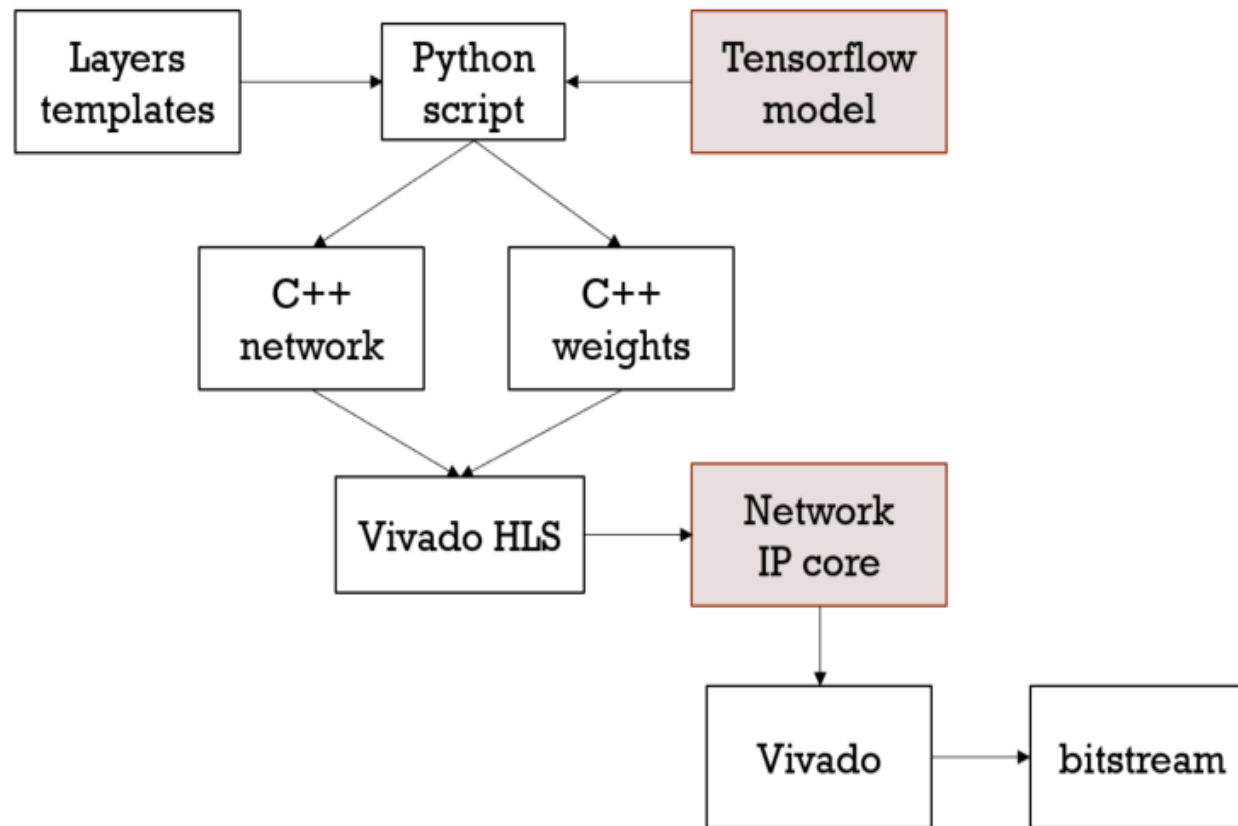 Layers
templates
Python
script
Tensorflow
model
C++
network
C++
weights
Vivado HLS
Network
IP core
Vivado
bitstream